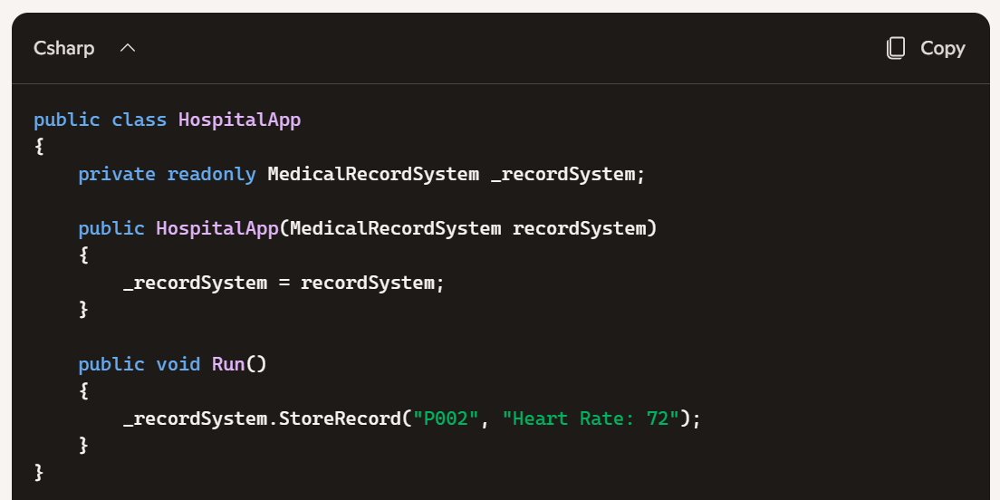 Csharp
Copy
public class HospitalApp
{
    private readonly MedicalRecordSystem _recordSystem;

    public HospitalApp(MedicalRecordSystem recordSystem)
    {
        _recordSystem = recordSystem;
    }

    public void Run()
    {
        _recordSystem.StoreRecord("P002", "Heart Rate: 72");
    }
}